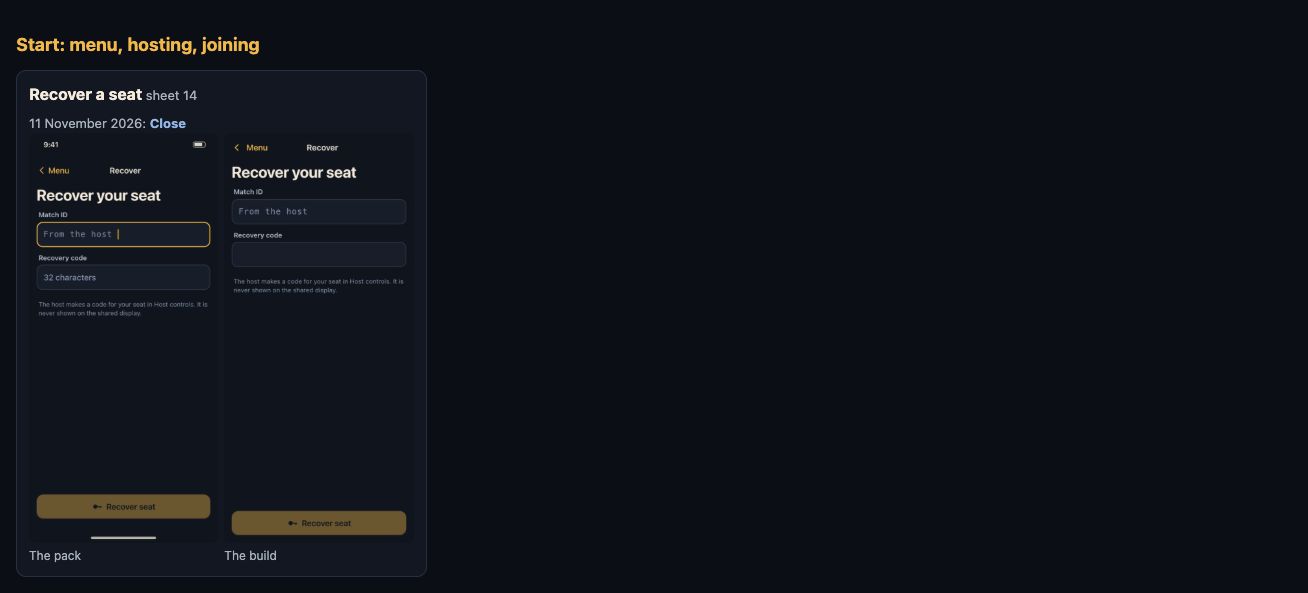 Start: menu, hosting, joining
Recover a seat sheet 14
11 November 2026: Close
9:41
Menu
Recover
Recover your seat
Match ID
From the host
Recovery code
32 characters
The host makes a code for your seat in Host controls. It is
never shown on the shared display.
Recover seat
The pack
Menu
Recover
Recover your seat
Match ID
From the host
Recovery code
The host makes a code for your seat in Host controls. It is
never shown on the shared display.
Recover seat
The build